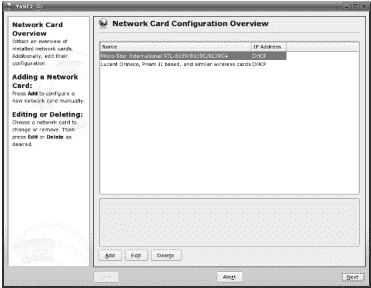 YaST2
Network Card
Overview
Obtain an overview of
installed network cards.
Additionally, edit their
configuration.
Adding a Network
Card:
Press Add to configure a
new network card manually.
Editing or Deleting:
Choose a network card to
change or remove. Then
press Edit or Delete as
desired.
Network Card Configuration Overview
Name IP Address
Micro-Star International RTL-8139/8139C/8139C+ DHCP
Lucent Orinoco, Prism II based, and similar wireless cards DHCP
Add Edit Delete
Abort Next